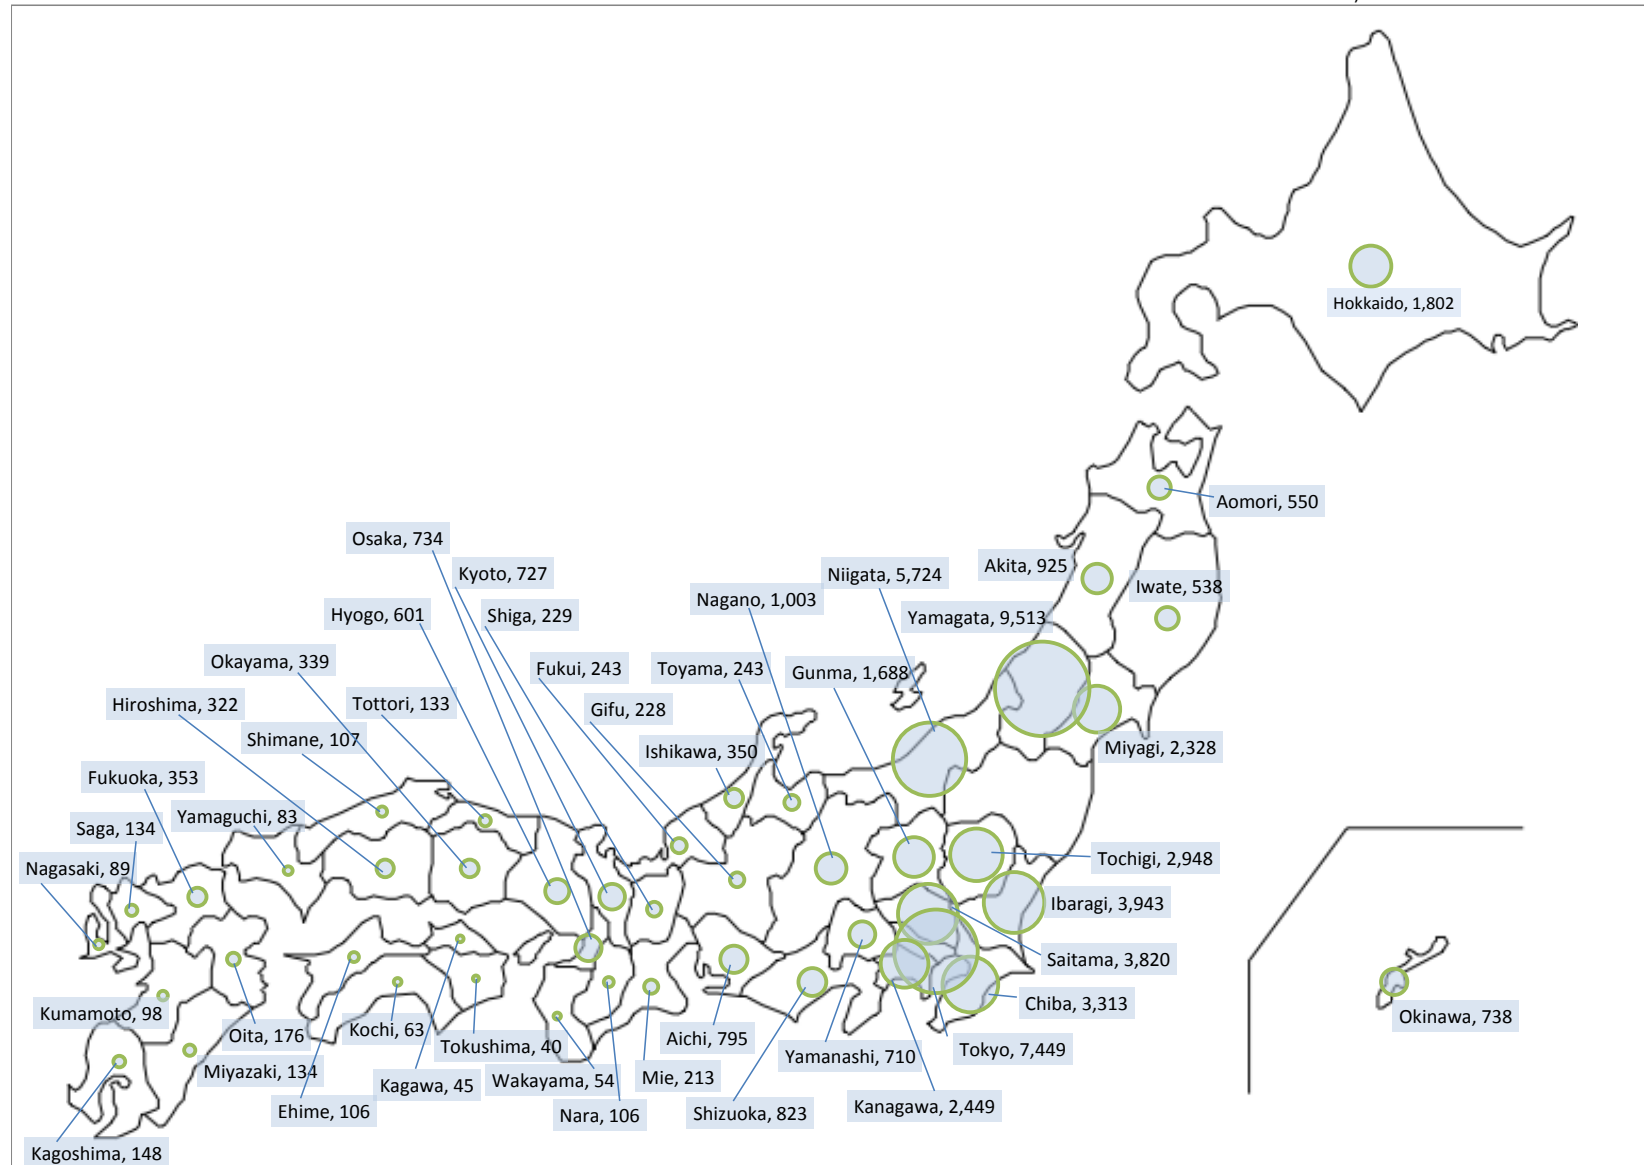 Hokkaido, 1,802
Aomori, 550
Osaka, 734
Akita, 925
Kyoto, 727
Niigata, 5,724
Iwate, 538
Nagano, 1,003
Hyogo, 601
Shiga, 229
Yamagata, 9,513
Okayama, 339
Fukui, 243
Toyama, 243
Gunma, 1,688
Hiroshima, 322
Tottori, 133
Gifu, 228
Shimane, 107
Ishikawa, 350
Miyagi, 2,328
Fukuoka, 353
Yamaguchi, 83
Saga, 134
Nagasaki, 89
Tochigi, 2,948
Ibaragi, 3,943
Saitama, 3,820
Chiba, 3,313
Kumamoto, 98
Okinawa, 738
Oita, 176
Kochi, 63
Tokushima, 40
Aichi, 795
Yamanashi, 710
Tokyo, 7,449
Miyazaki, 134
Kagawa, 45
Wakayama, 54
Mie, 213
Ehime, 106
Nara, 106
Shizuoka, 823
Kanagawa, 2,449
Kagoshima, 148